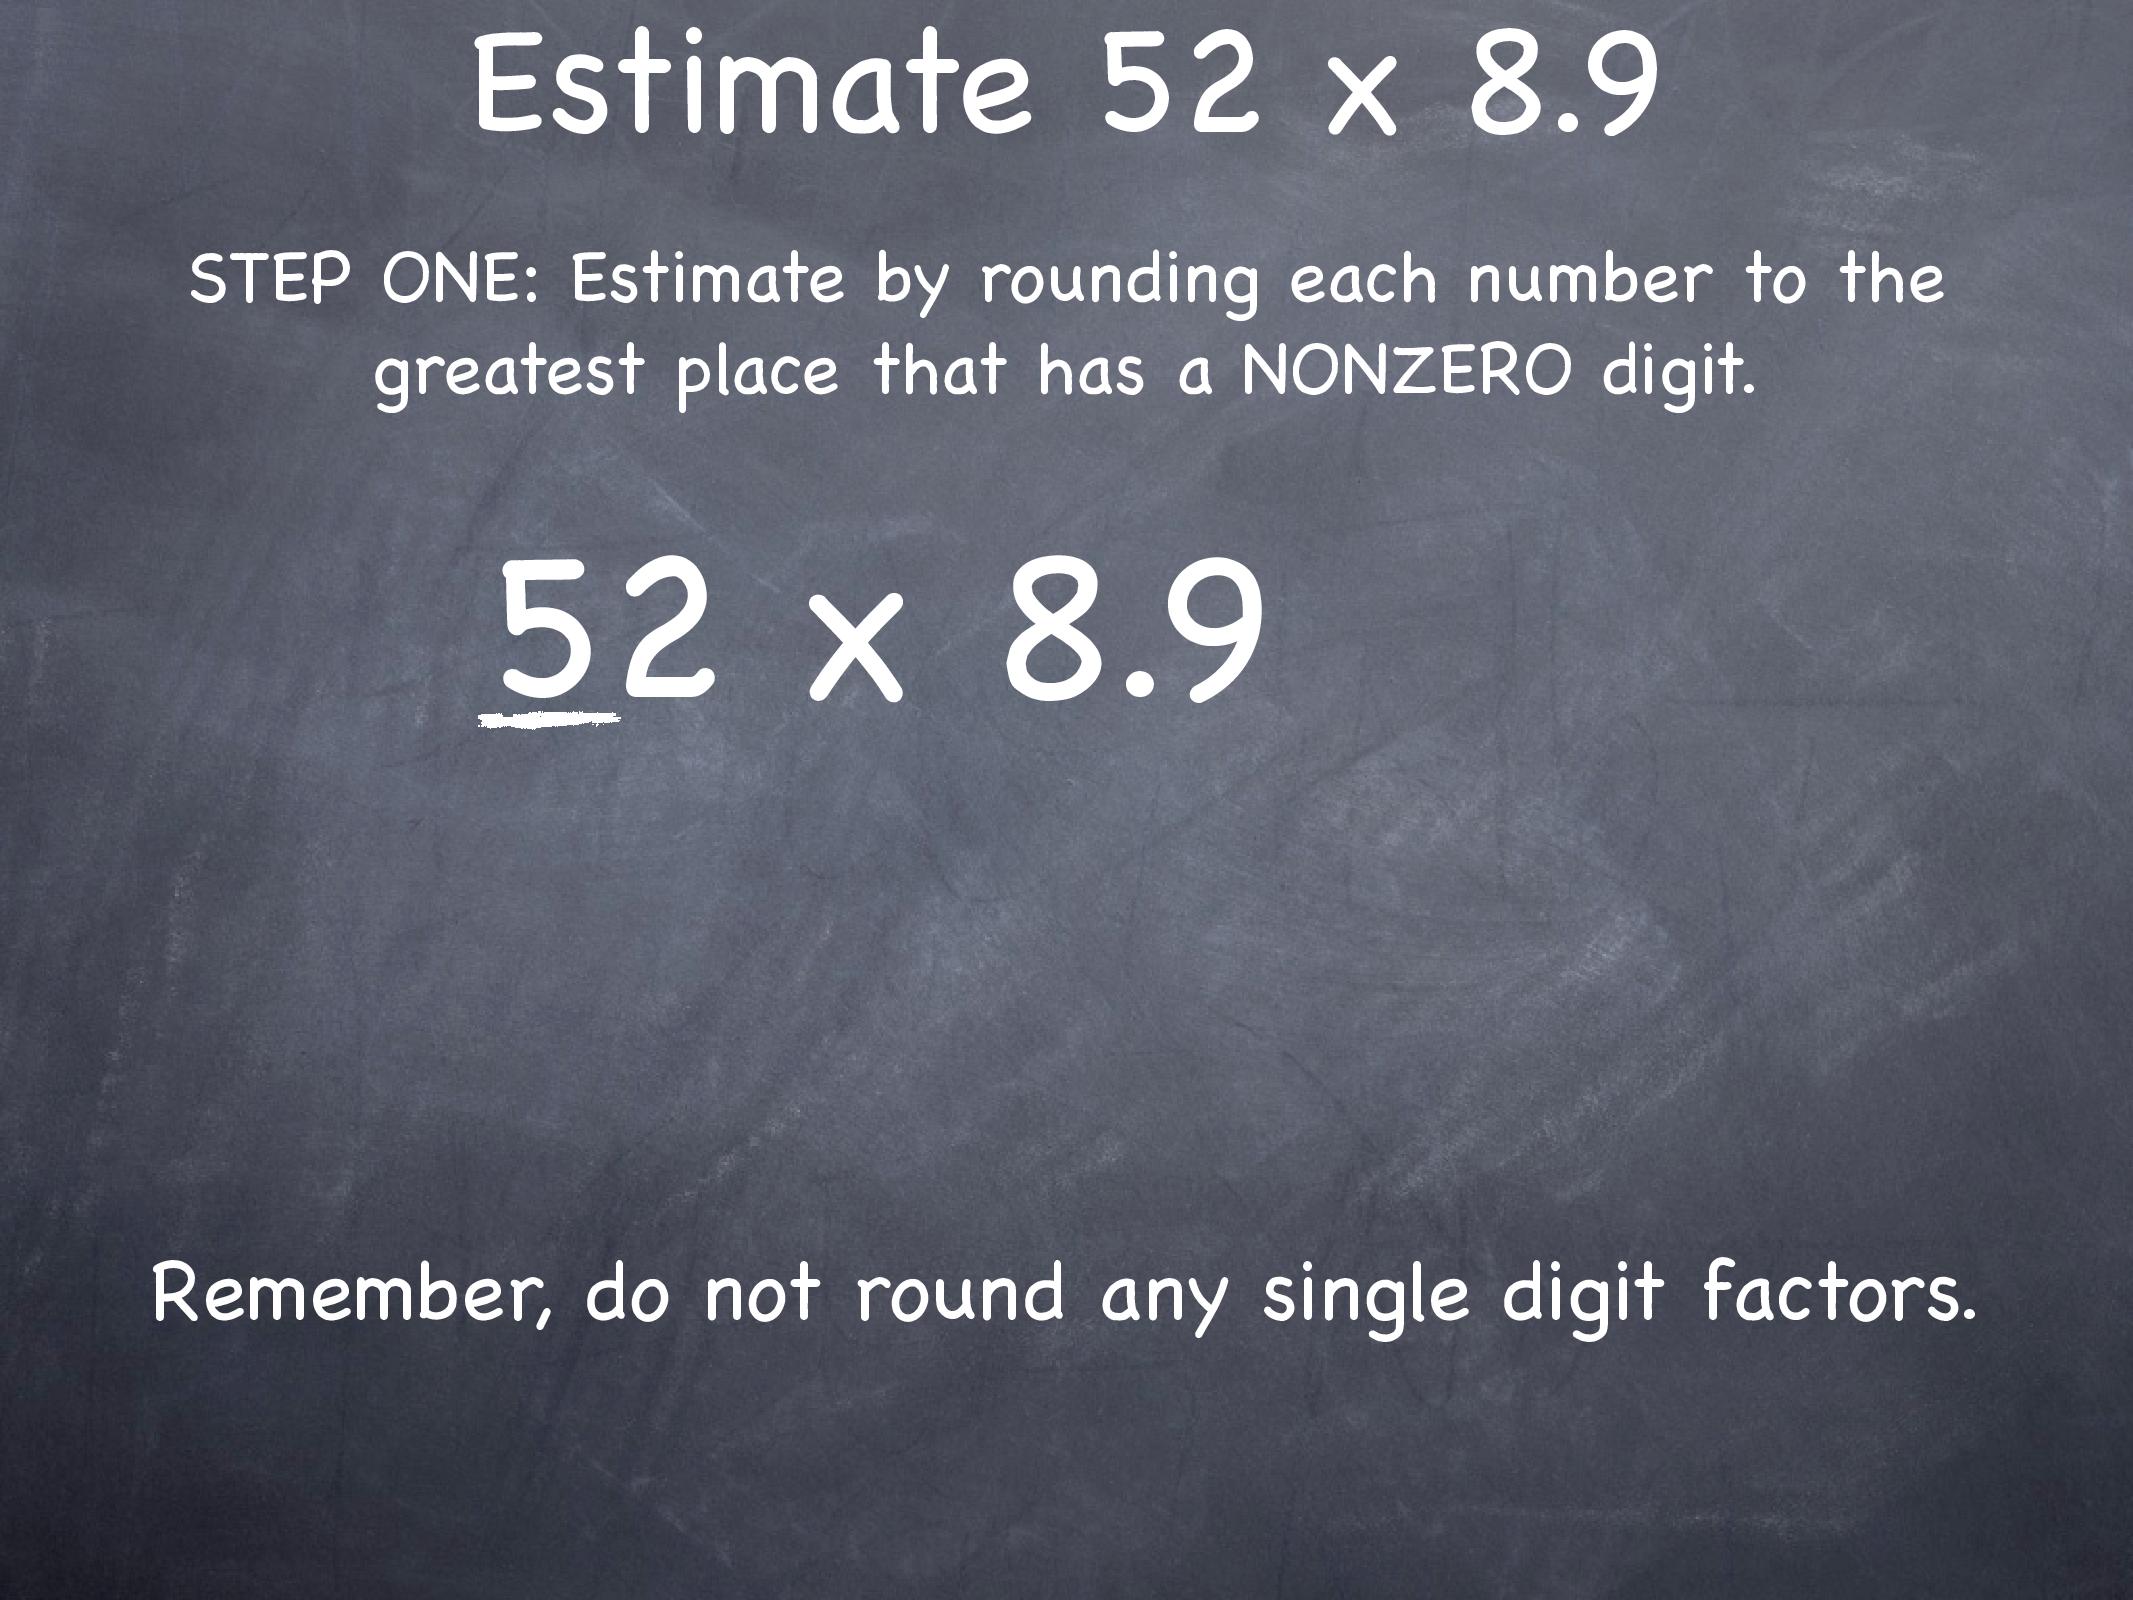 Estimate 52 x 8.9
STEP ONE: Estimate by rounding each number to the
greatest place that has a NONZERO digit.
52 x 8.9
Remember, do not round any single digit factors.